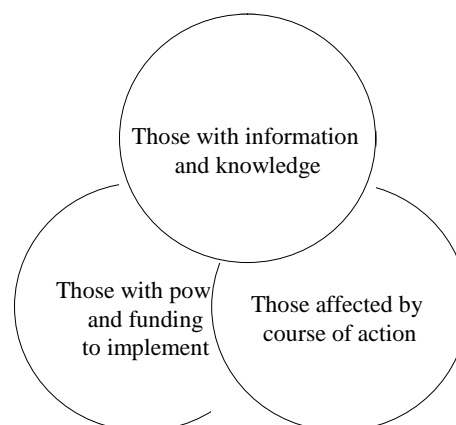 Those with information
and knowledge
Those with pow
and funding
to implement
Those affected by
course of action